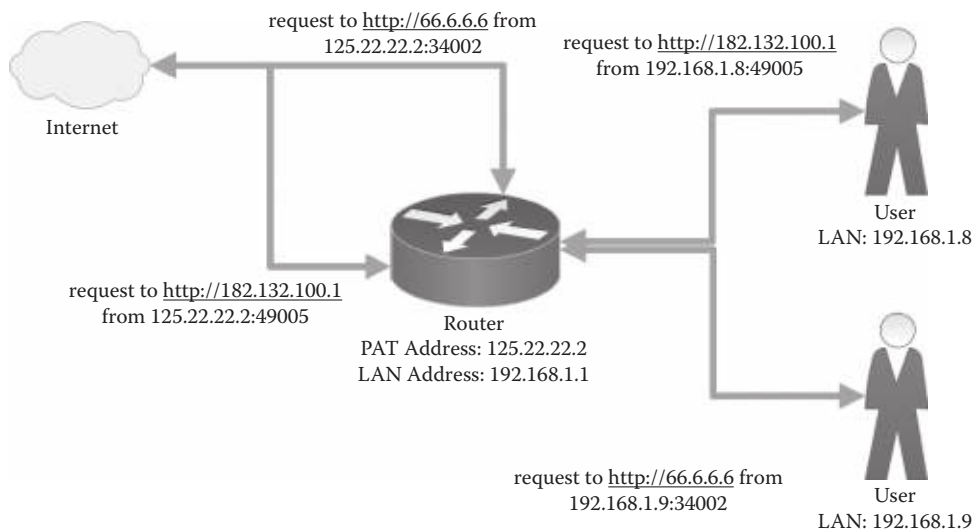 request to http://66.6.6.6 from
125.22.22.2:34002
request to http://182.132.100.1
from 192.168.1.8:49005
Internet
User
LAN: 192.168.1.8
request to http://182.132.100.1
from 125.22.22.2:49005
Router
PAT Address: 125.22.22.2
LAN Address: 192.168.1.1
request to http://66.6.6.6 from
192.168.1.9:34002
User
LAN: 192.168.1.9